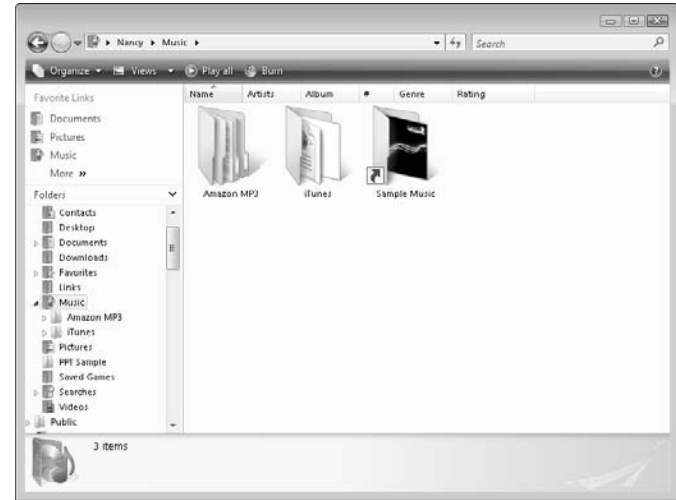 Nancy Music Search
Organize Views Play all Burn
Favorite Links
Documents
Pictures
Music
More »
Folders
Contacts
Desktop
Documents
Downloads
Favorites
Links
Music
Amazon MP3
iTunes
Pictures
PPT Sample
Saved Games
Searches
Videos
Public
Name Artists Album # Genre Rating
Amazon MP3 iTunes Sample Music
3 items